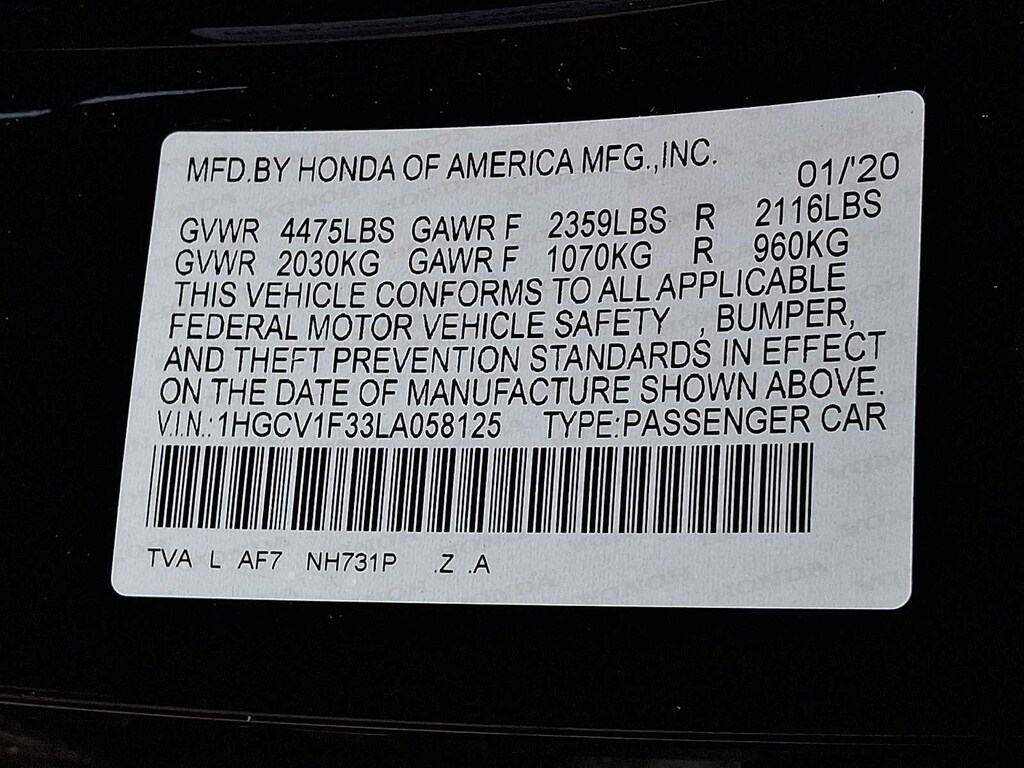 MFD.BY HONDA OF AMERICA MFG.,INC. 01/'20
GVWR 4475LBS GAWR F 2359LBS R 2116LBS
GVWR 2030KG GAWR F 1070KG R 960KG
THIS VEHICLE CONFORMS TO ALL APPLICABLE
FEDERAL MOTOR VEHICLE SAFETY , BUMPER,
AND THEFT PREVENTION STANDARDS IN EFFECT
ON THE DATE OF MANUFACTURE SHOWN ABOVE.
V.I.N.:1HGCV1F33LA058125 TYPE:PASSENGER CAR
TVA L AF7 NH731P .Z .A